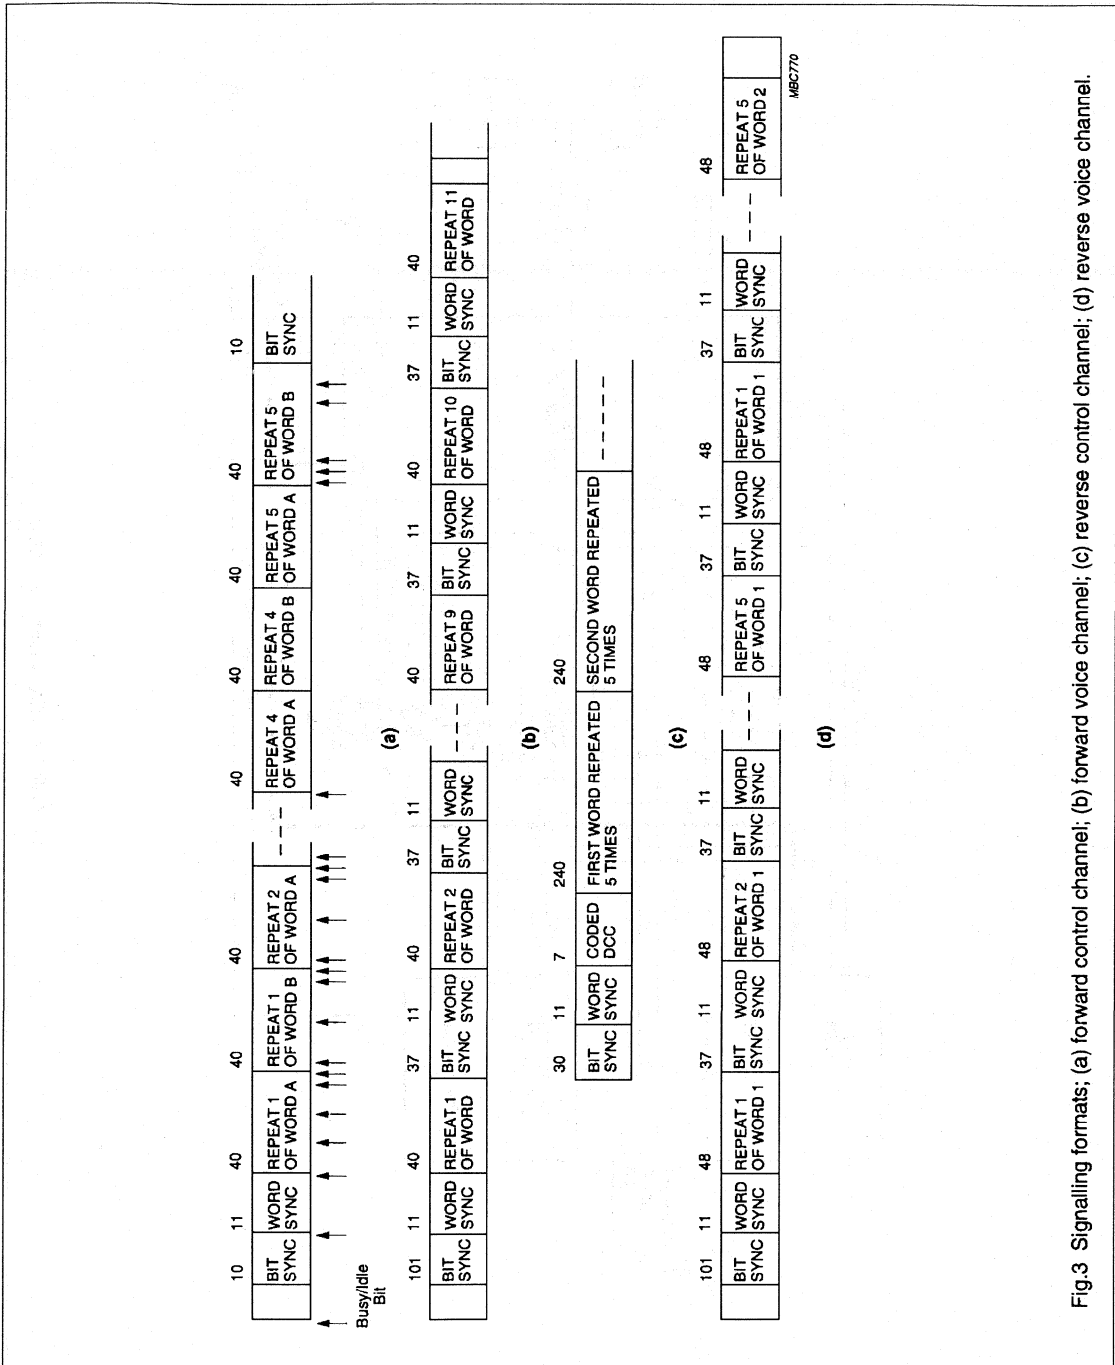 10 11 40 40 40 40 40 40 40 10
BIT SYNC WORD SYNC REPEAT 1 OF WORD A REPEAT 1 OF WORD B REPEAT 2 OF WORD A REPEAT 4 OF WORD A REPEAT 4 OF WORD B REPEAT 5 OF WORD A REPEAT 5 OF WORD B BIT SYNC
Busy/Idle
Bit
(a)
101 11 40 37 11 40 37 11 40 37 11 40 37 11 40
BIT SYNC WORD SYNC REPEAT 1 OF WORD BIT SYNC WORD SYNC REPEAT 2 OF WORD BIT SYNC WORD SYNC REPEAT 9 OF WORD BIT SYNC WORD SYNC REPEAT 10 OF WORD BIT SYNC WORD SYNC REPEAT 11 OF WORD
(b)
30 11 7 240 240
BIT SYNC WORD SYNC CODED DCC FIRST WORD REPEATED 5 TIMES SECOND WORD REPEATED 5 TIMES
(c)
101 11 48 37 11 48 37 11 48 37 11 48 37 11 48
BIT SYNC WORD SYNC REPEAT 1 OF WORD 1 BIT SYNC WORD SYNC REPEAT 2 OF WORD 1 BIT SYNC WORD SYNC REPEAT 5 OF WORD 1 BIT SYNC WORD SYNC REPEAT 1 OF WORD 1 BIT SYNC WORD SYNC REPEAT 5 OF WORD 2
MBC770
(d)
Fig.3 Signalling formats; (a) forward control channel; (b) forward voice channel; (c) reverse control channel; (d) reverse voice channel.